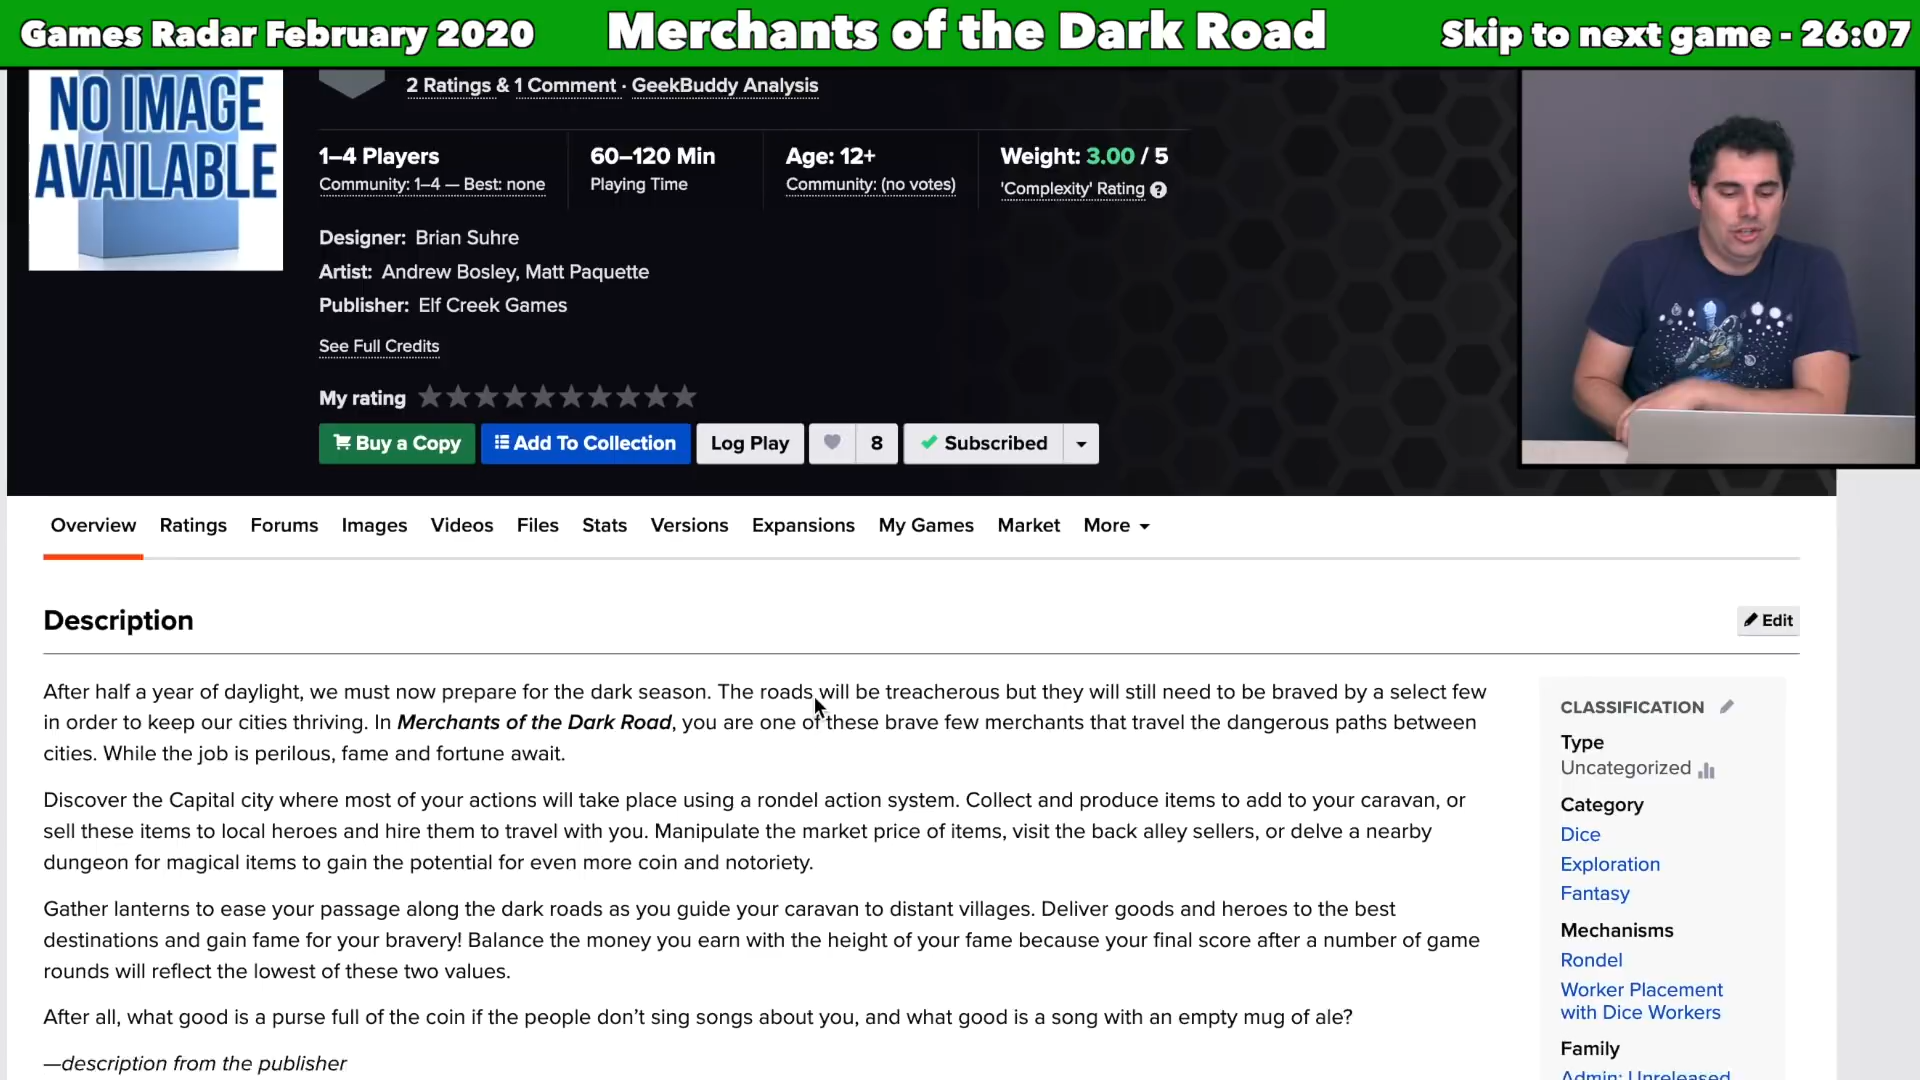 Games Radar February 2020
Merchants of the Dark Road
Skip to next game - 26:07
NO IMAGE
AVAILABLE
2 Ratings & 1 Comment · GeekBuddy Analysis
1–4 Players
Community: 1–4 — Best: none
60–120 Min
Playing Time
Age: 12+
Community: (no votes)
Weight: 3.00 / 5
'Complexity' Rating ?
Designer: Brian Suhre
Artist: Andrew Bosley, Matt Paquette
Publisher: Elf Creek Games
See Full Credits
My rating
Buy a Copy
Add To Collection
Log Play
8
Subscribed
Overview
Ratings
Forums
Images
Videos
Files
Stats
Versions
Expansions
My Games
Market
More
Description
Edit
After half a year of daylight, we must now prepare for the dark season. The roads will be treacherous but they will still need to be braved by a select few
in order to keep our cities thriving. In Merchants of the Dark Road, you are one of these brave few merchants that travel the dangerous paths between
cities. While the job is perilous, fame and fortune await.
Discover the Capital city where most of your actions will take place using a rondel action system. Collect and produce items to add to your caravan, or
sell these items to local heroes and hire them to travel with you. Manipulate the market price of items, visit the back alley sellers, or delve a nearby
dungeon for magical items to gain the potential for even more coin and notoriety.
Gather lanterns to ease your passage along the dark roads as you guide your caravan to distant villages. Deliver goods and heroes to the best
destinations and gain fame for your bravery! Balance the money you earn with the height of your fame because your final score after a number of game
rounds will reflect the lowest of these two values.
After all, what good is a purse full of the coin if the people don’t sing songs about you, and what good is a song with an empty mug of ale?
—description from the publisher
CLASSIFICATION
Type
Uncategorized
Category
Dice
Exploration
Fantasy
Mechanisms
Rondel
Worker Placement
with Dice Workers
Family
Admin: Unreleased